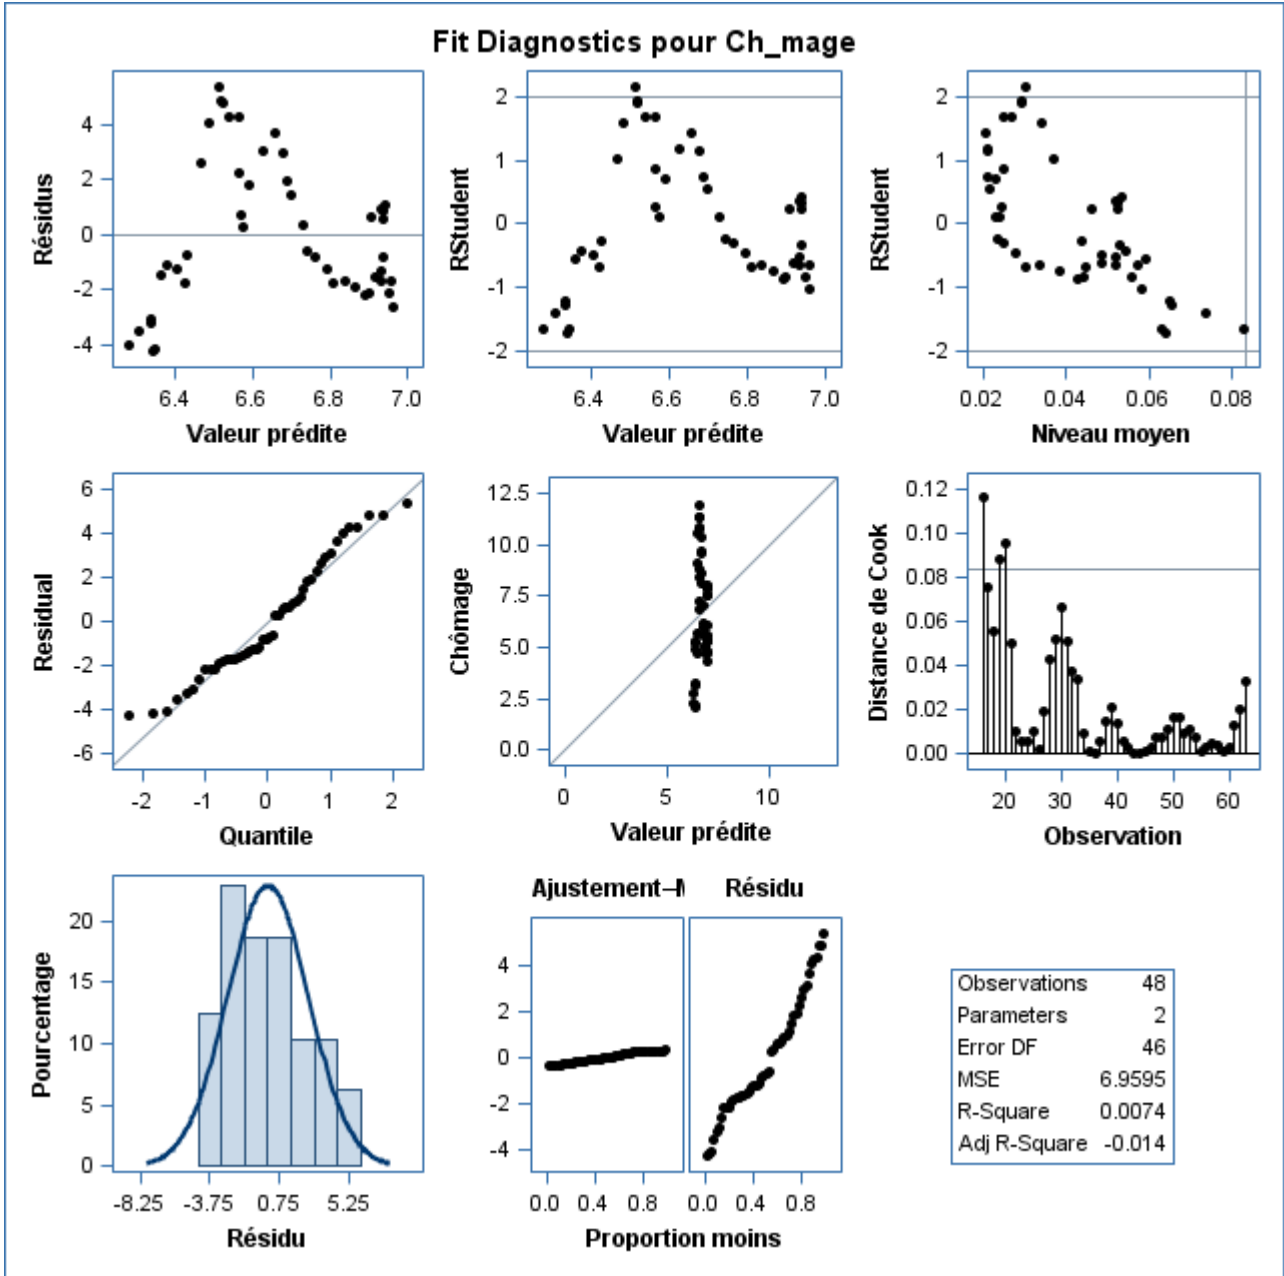 Fit Diagnostics pour Ch_mage
Résidus
4
2
0
-2
-4
6.4 6.6 6.8 7.0
Valeur prédite
RStudent
2
1
0
-1
-2
6.4 6.6 6.8 7.0
Valeur prédite
RStudent
2
1
0
-1
-2
0.02 0.04 0.06 0.08
Niveau moyen
Residual
6
4
2
0
-2
-4
-6
-2 -1 0 1 2
Quantile
Chômage
12.5
10.0
7.5
5.0
2.5
0.0
0 5 10
Valeur prédite
Distance de Cook
0.12
0.10
0.08
0.06
0.04
0.02
0.00
20 30 40 50 60
Observation
Pourcentage
20
15
10
5
0
-8.25 -3.75 0.75 5.25
Résidu
Ajustement–M Résidu
4
2
0
-2
-4
0.0 0.4 0.8 0.0 0.4 0.8
Proportion moins
Observations 48
Parameters 2
Error DF 46
MSE 6.9595
R-Square 0.0074
Adj R-Square -0.014